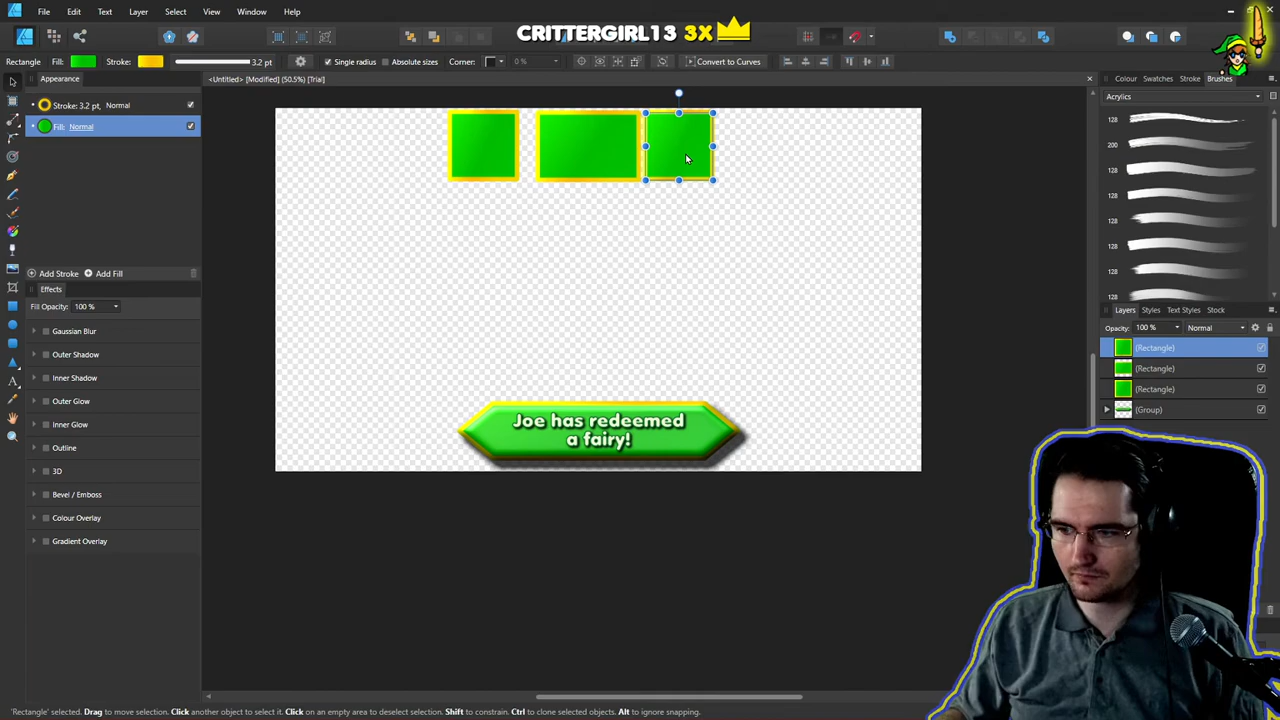 File Edit Text Layer Select View Window Help
CRITTERGIRL13 3X
Rectangle Fill: Stroke: 3.2 pt Single radius Absolute sizes Corner: 0 % Convert to Curves
Appearance
<Untitled> [Modified] (50.5%) [Trial]
Colour Swatches Stroke Brushes
Acrylics
Stroke: 3.2 pt, Normal
Fill: Normal
128
200
128
128
128
128
128
128
Add Stroke Add Fill
Effects
Fill Opacity: 100 %
Gaussian Blur
Outer Shadow
Inner Shadow
Outer Glow
Inner Glow
Outline
3D
Bevel / Emboss
Colour Overlay
Gradient Overlay
Layers Styles Text Styles Stock
Opacity: 100 % Normal
(Rectangle)
(Rectangle)
(Rectangle)
(Group)
Joe has redeemed
a fairy!
'Rectangle' selected. Drag to move selection. Click another object to select it. Click on an empty area to deselect selection. Shift to constrain. Ctrl to clone selected objects. Alt to ignore snapping.